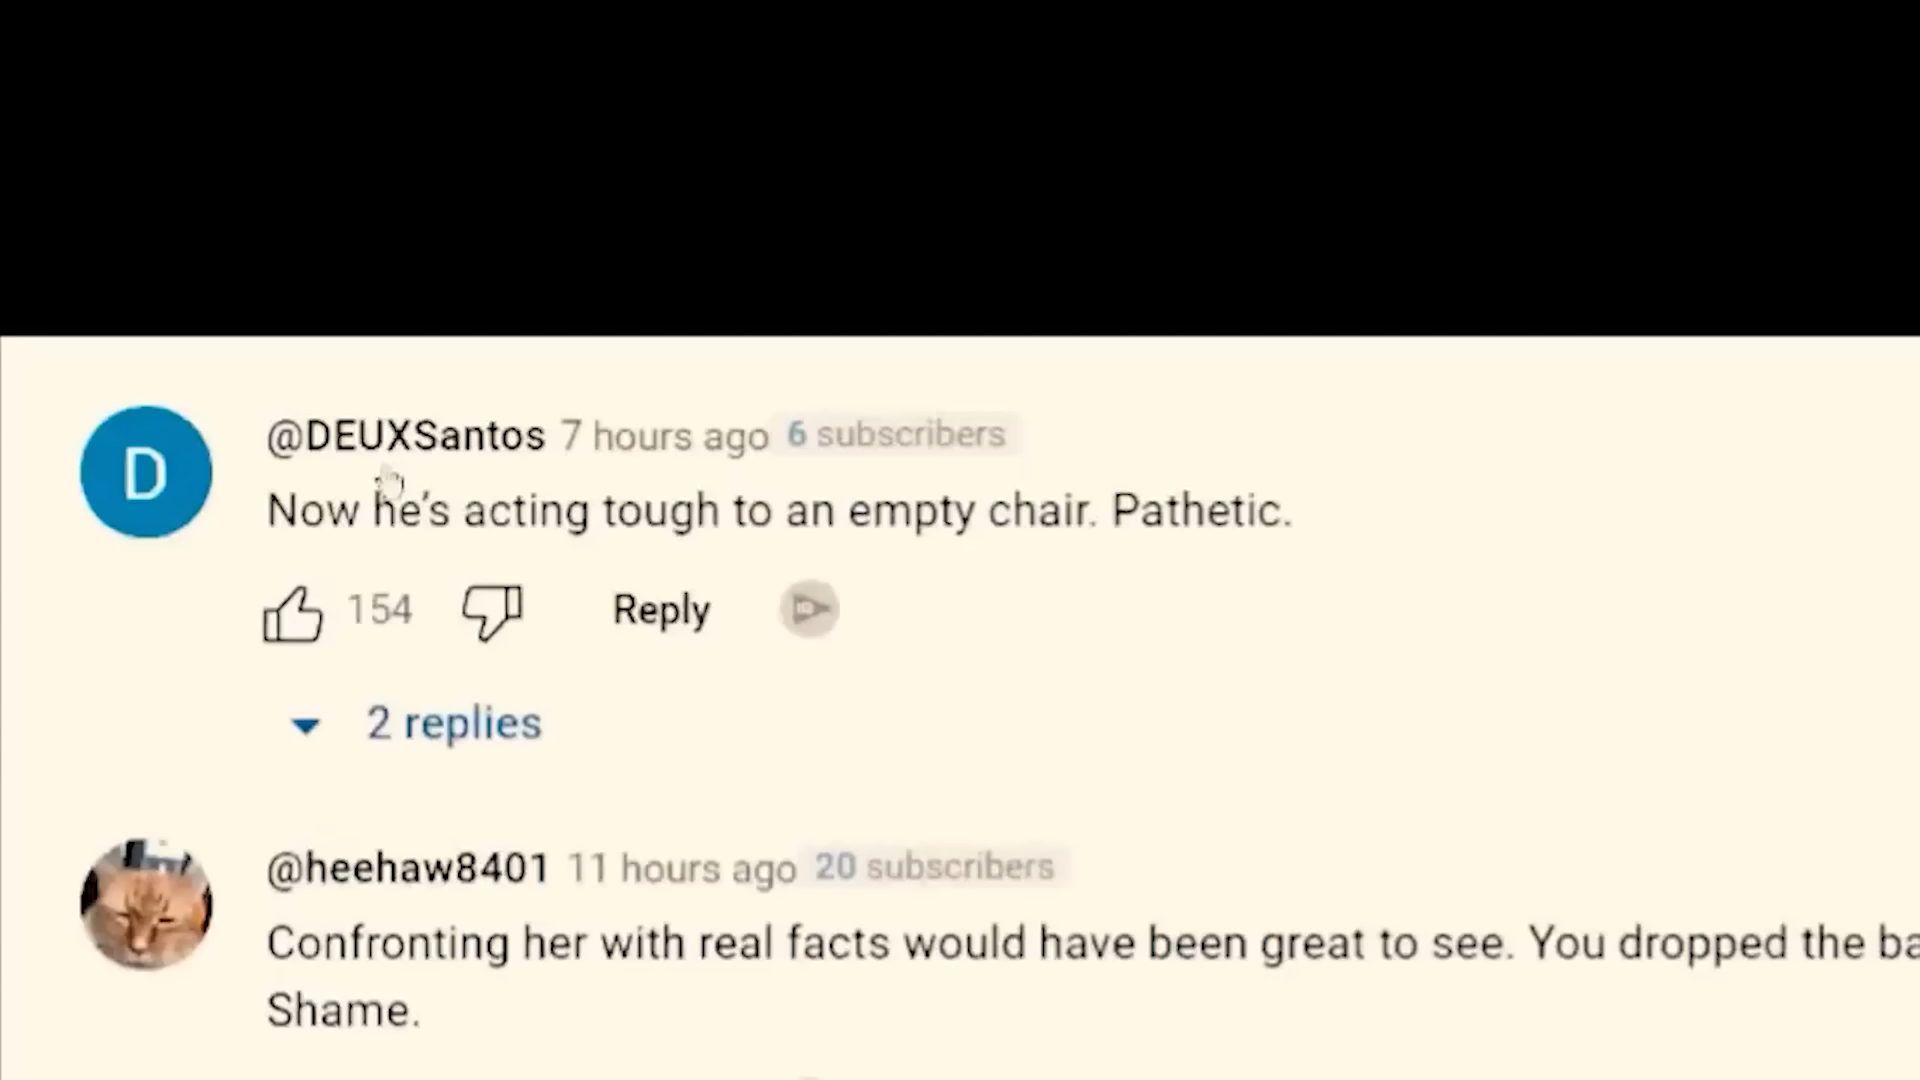 D
@DEUXSantos 7 hours ago 6 subscribers
Now he's acting tough to an empty chair. Pathetic.
154 Reply
2 replies
@heehaw8401 11 hours ago 20 subscribers
Confronting her with real facts would have been great to see. You dropped the ba
Shame.